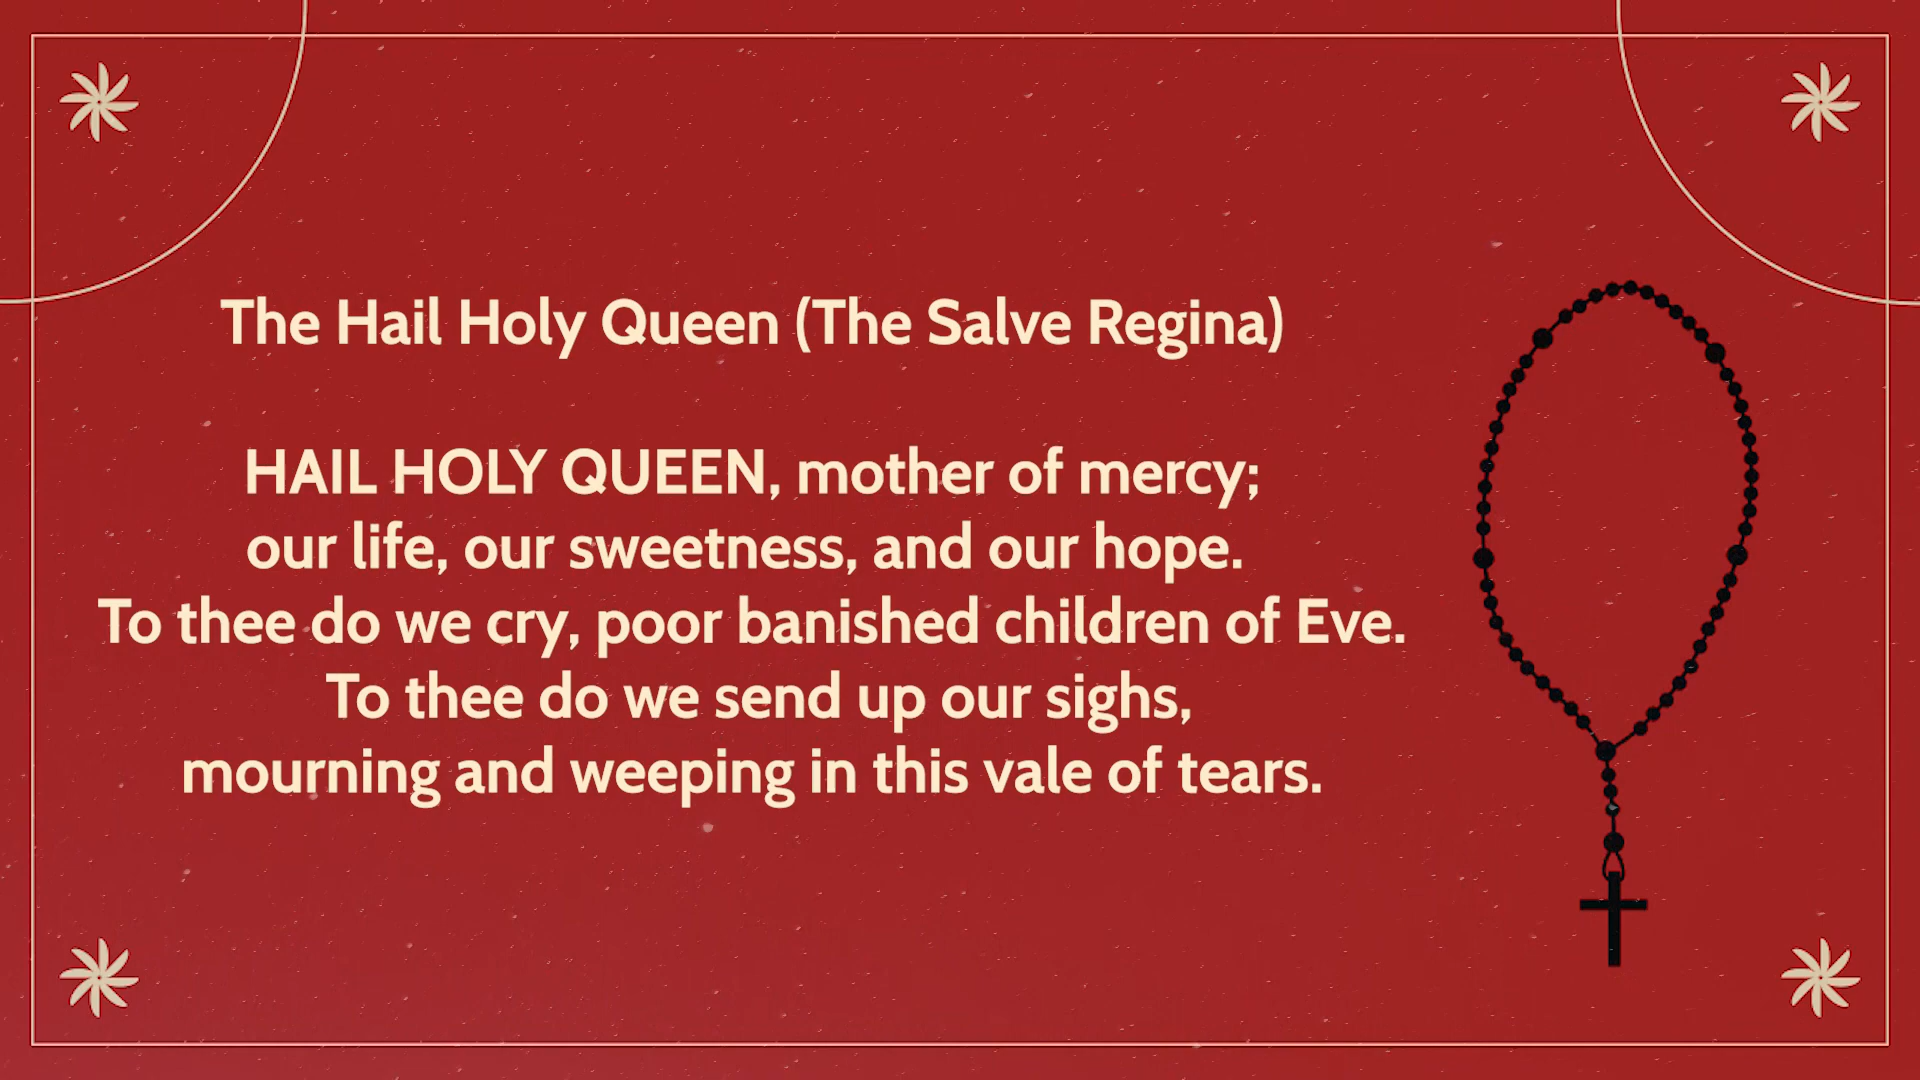 The Hail Holy Queen (The Salve Regina)
HAIL HOLY QUEEN, mother of mercy;
our life, our sweetness, and our hope.
To thee do we cry, poor banished children of Eve.
To thee do we send up our sighs,
mourning and weeping in this vale of tears.